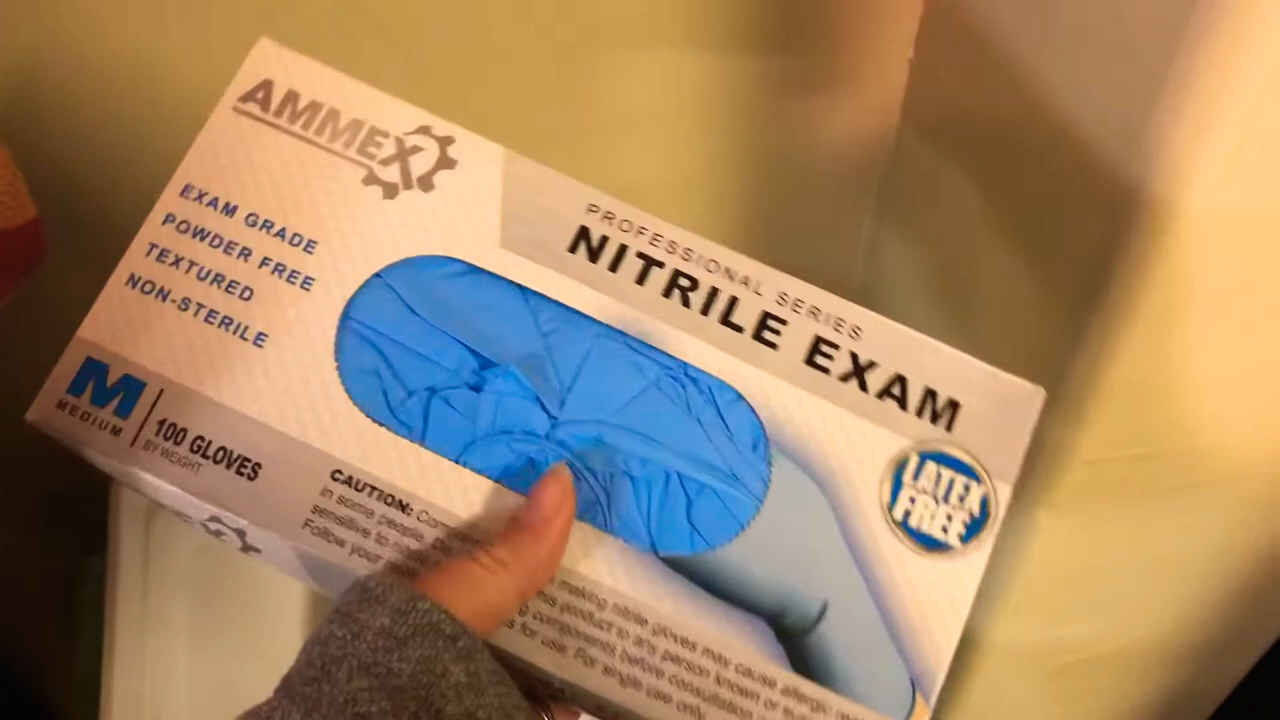 AMMEX
EXAM GRADE
POWDER FREE
TEXTURED
NON-STERILE
PROFESSIONAL SERIES
NITRILE EXAM
M
MEDIUM
100 GLOVES
BY WEIGHT
LATEX
FREE
CAUTION: making nitrile gloves may cause allergic
in some people. this product to any person known or
sensitive to components before consultation
Follow your for use. For single use only.